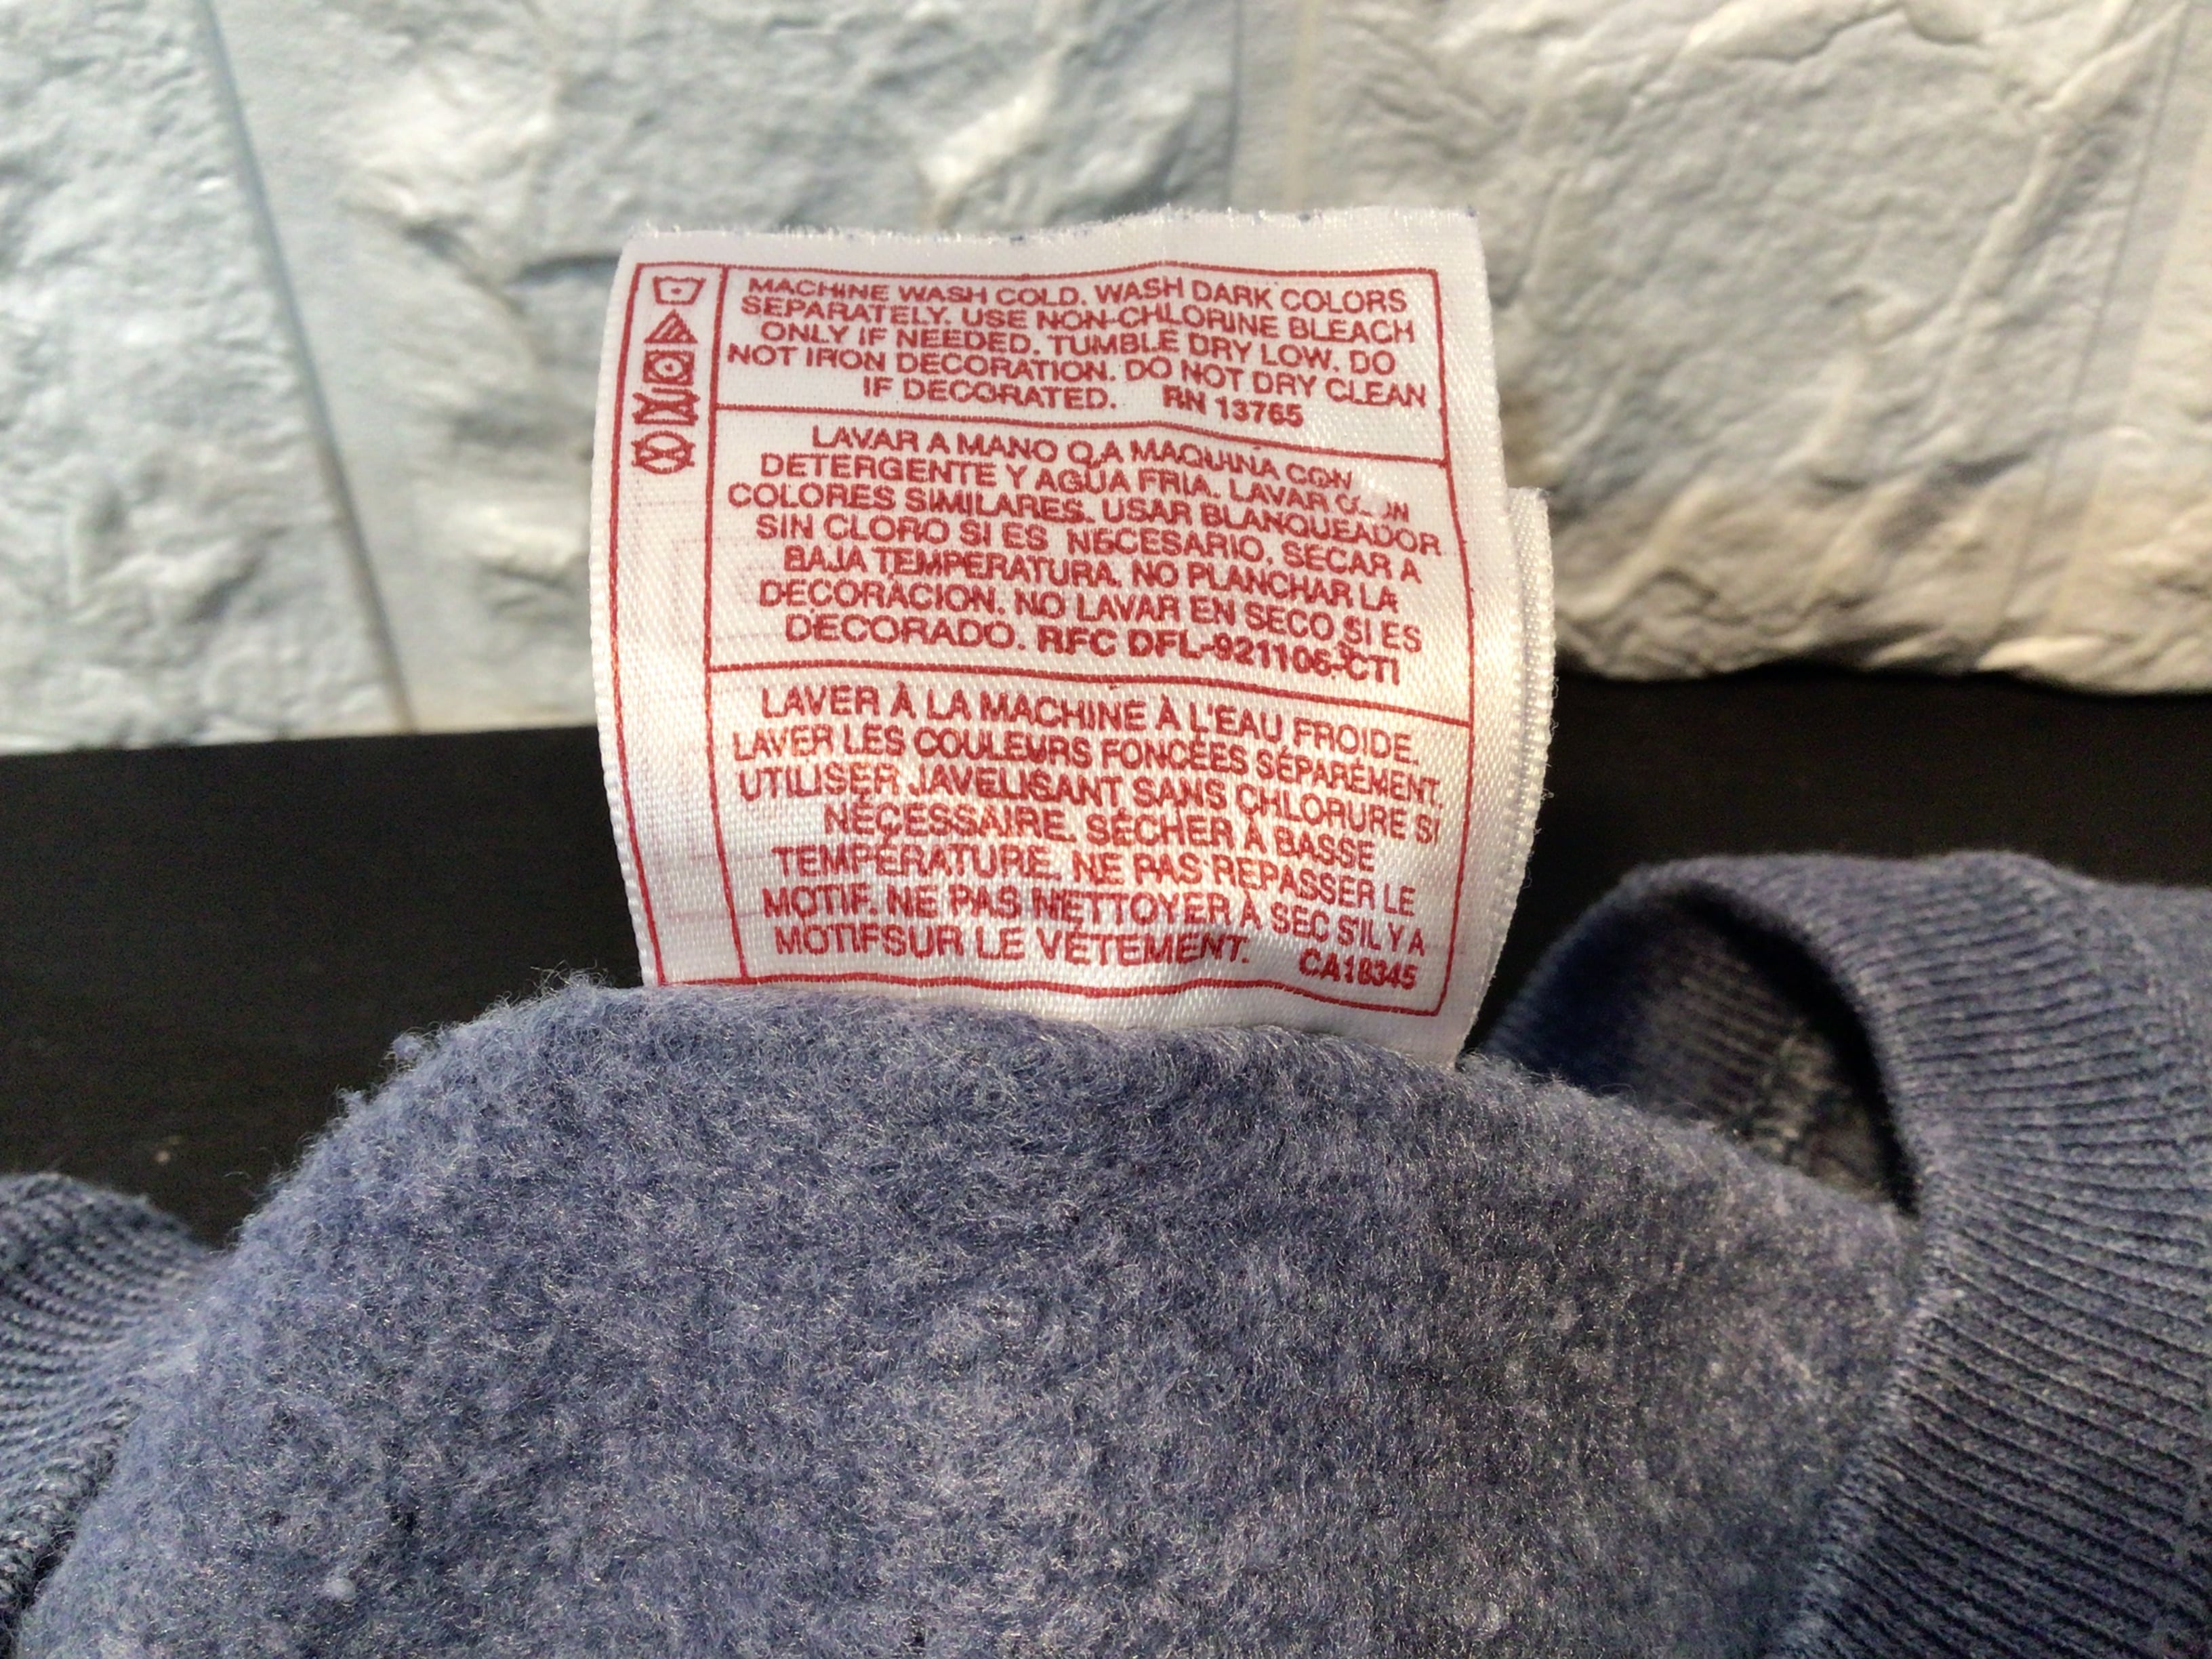 MACHINE WASH COLD. WASH DARK COLORS
SEPARATELY. USE NON-CHLORINE BLEACH
ONLY IF NEEDED. TUMBLE DRY LOW. DO
NOT IRON DECORATION. DO NOT DRY CLEAN
IF DECORATED. RN 13765
LAVAR A MANO O A MAQUINA CON
DETERGENTE Y AGUA FRIA. LAVAR
COLORES SIMILARES. USAR BLANQUEADOR
SIN CLORO SI ES NECESARIO. SECAR A
BAJA TEMPERATURA. NO PLANCHAR LA
DECORACION. NO LAVAR EN SECO SI ES
DECORADO. RFC DFL-921106-CT1
LAVER À LA MACHINE À L'EAU FROIDE.
LAVER LES COULEURS FONCÉES SÉPARÉMENT.
UTILISER JAVELISANT SANS CHLORURE SI
NÉCESSAIRE. SÉCHER À BASSE
TEMPÉRATURE. NE PAS REPASSER LE
MOTIF. NE PAS NETTOYER À SEC S'IL Y A
MOTIFSUR LE VÊTEMENT. CA18345